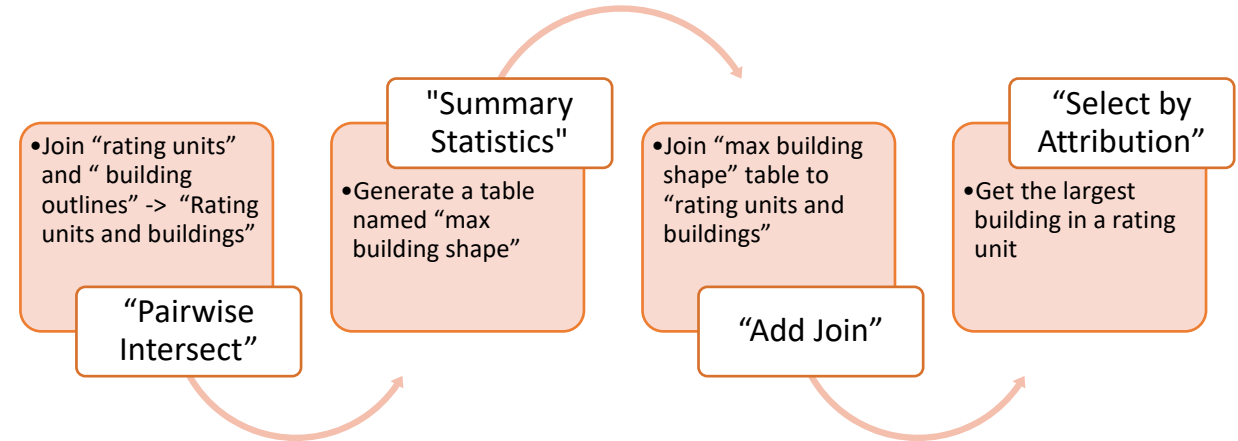 •Join “rating units”
and “ building
outlines” -> “Rating
units and buildings”
“Pairwise
Intersect”
"Summary
Statistics"
•Generate a table
named “max
building shape”
•Join “max building
shape” table to
“rating units and
buildings”
“Add Join”
“Select by
Attribution”
•Get the largest
building in a rating
unit